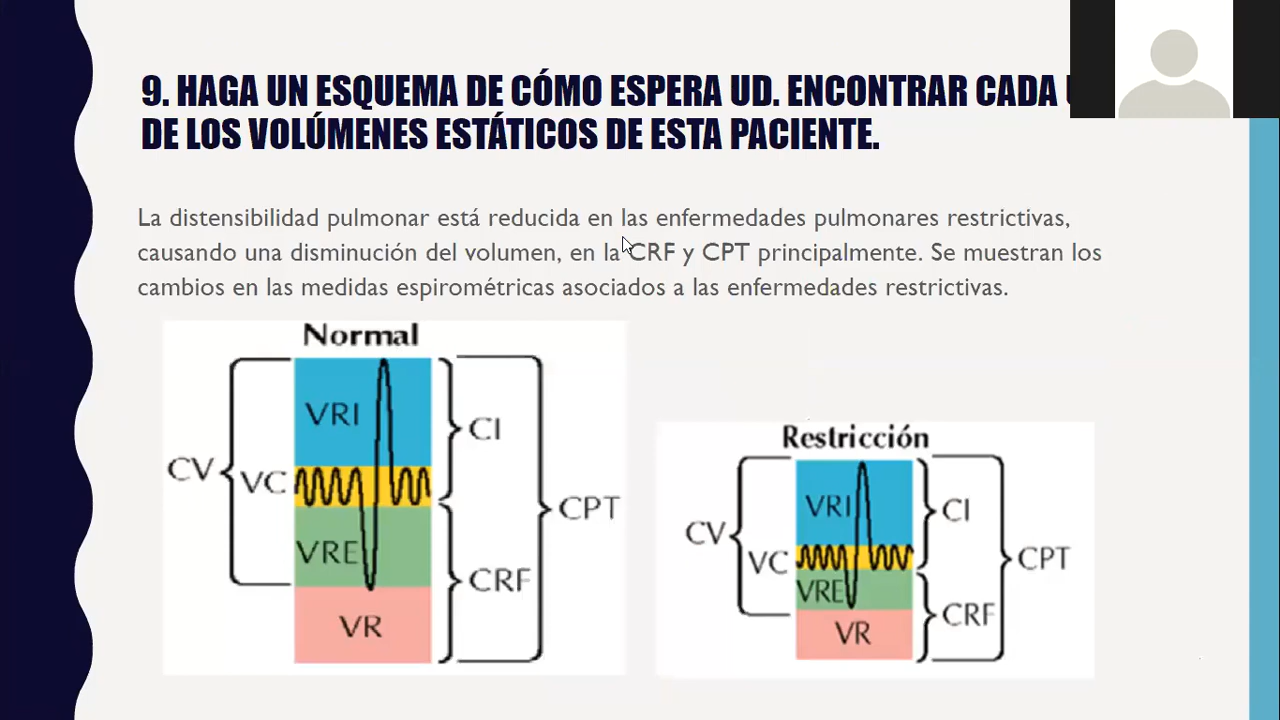 9. HAGA UN ESQUEMA DE CÓMO ESPERA UD. ENCONTRAR CADA
DE LOS VOLÚMENES ESTÁTICOS DE ESTA PACIENTE.
La distensibilidad pulmonar está reducida en las enfermedades pulmonares restrictivas,
causando una disminución del volumen, en la CRF y CPT principalmente. Se muestran los
cambios en las medidas espirométricas asociados a las enfermedades restrictivas.
Normal
VRI
CI
CV
VC
CPT
VRE
CRF
VR
Restricción
VRI
CI
CV
VC
CPT
VRE
CRF
VR